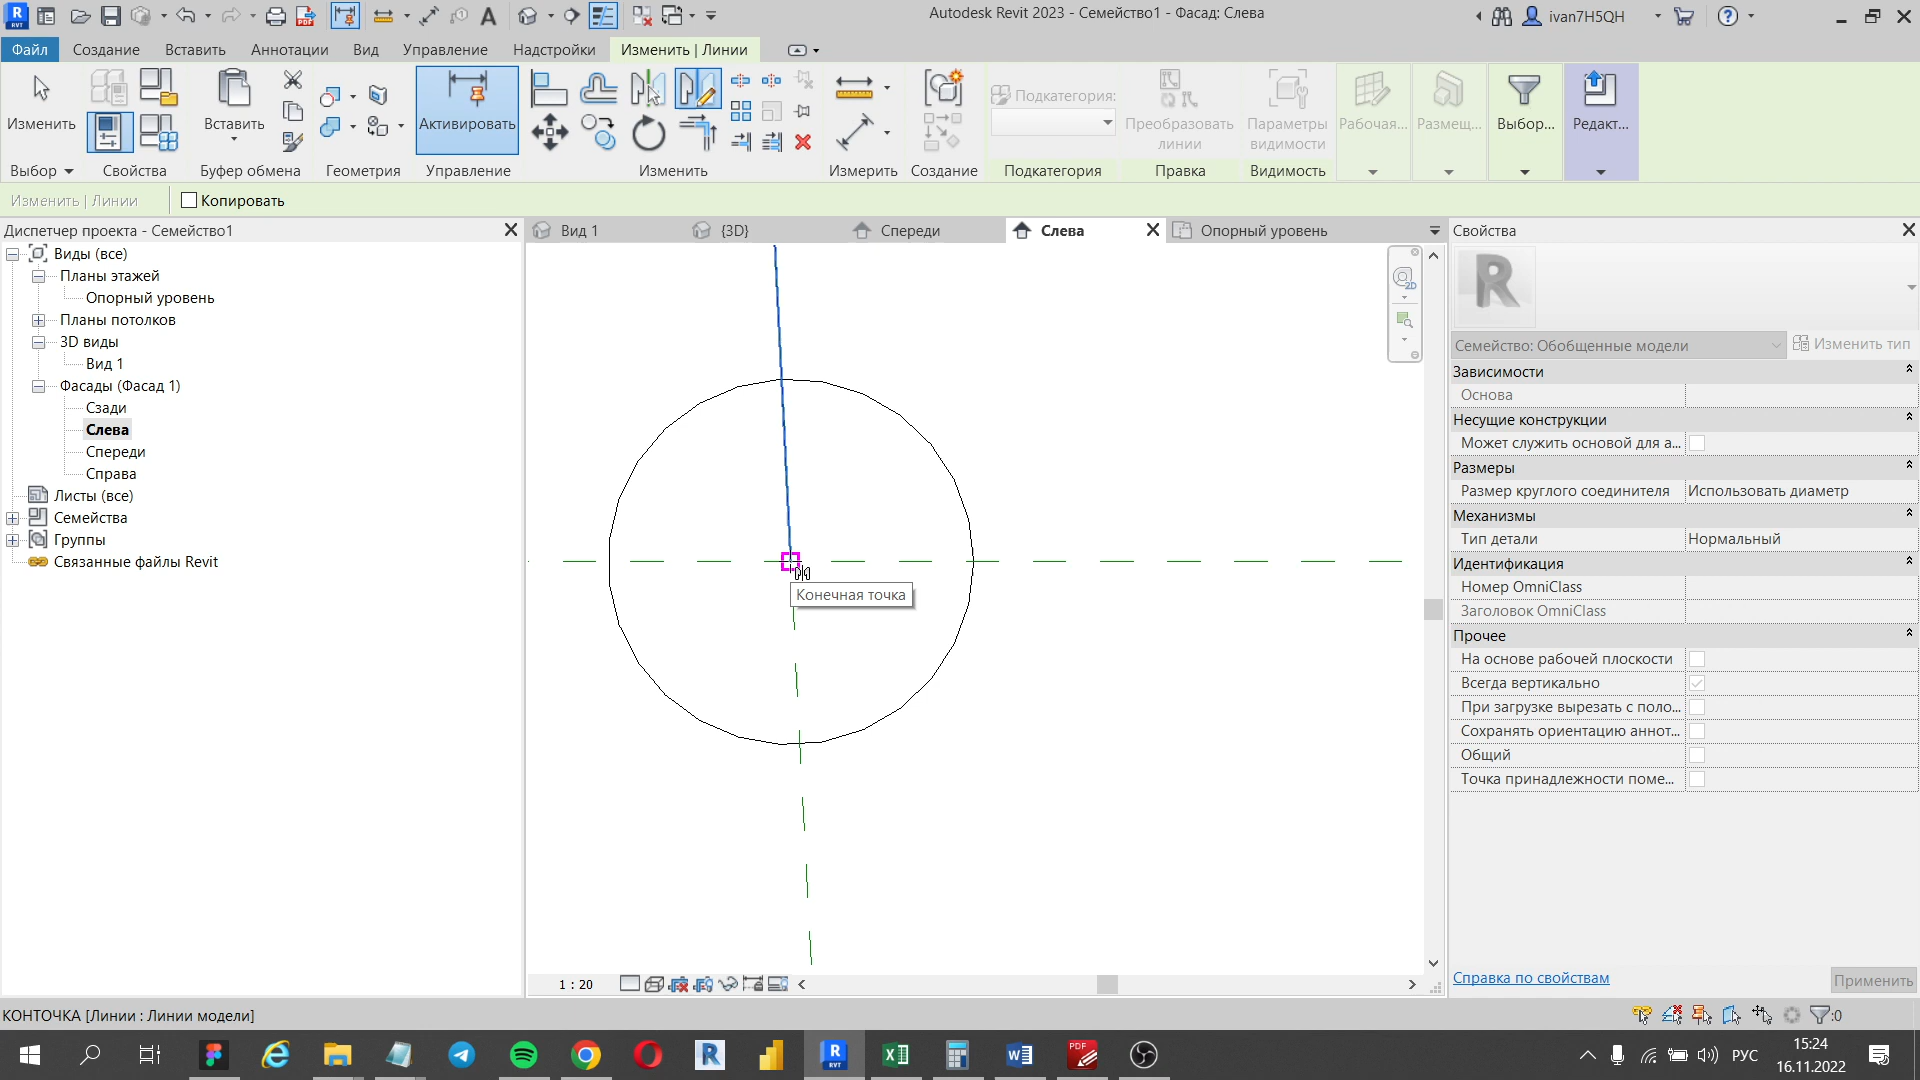 Autodesk Revit 2023 - Семейство1 - Фасад: Слева
ivan7H5QH
Файл
Создание
Вставить
Аннотации
Вид
Управление
Надстройки
Изменить | Линии
Изменить
Вставить
Активировать
Подкатегория:
Преобразовать
линии
Параметры
видимости
Рабочая...
Размещ...
Выбор...
Редакт...
Выбор
Свойства
Буфер обмена
Геометрия
Управление
Изменить
Измерить
Создание
Подкатегория
Правка
Видимость
Изменить | Линии
Копировать
Диспетчер проекта - Семейство1
Вид 1
{3D}
Спереди
Слева
Опорный уровень
Свойства
Виды (все)
Планы этажей
Опорный уровень
Планы потолков
3D виды
Вид 1
Фасады (Фасад 1)
Сзади
Слева
Спереди
Справа
Листы (все)
Семейства
Группы
Связанные файлы Revit
2D
Конечная точка
Семейство: Обобщенные модели
Изменить тип
Зависимости
Основа
Несущие конструкции
Может служить основой для а...
Размеры
Размер круглого соединителя
Использовать диаметр
Механизмы
Тип детали
Нормальный
Идентификация
Номер OmniClass
Заголовок OmniClass
Прочее
На основе рабочей плоскости
Всегда вертикально
При загрузке вырезать с поло...
Сохранять ориентацию аннот...
Общий
Точка принадлежности поме...
Справка по свойствам
Применить
1 : 20
КОНТОЧКА [Линии : Линии модели]
:0
РУС
15:24
16.11.2022